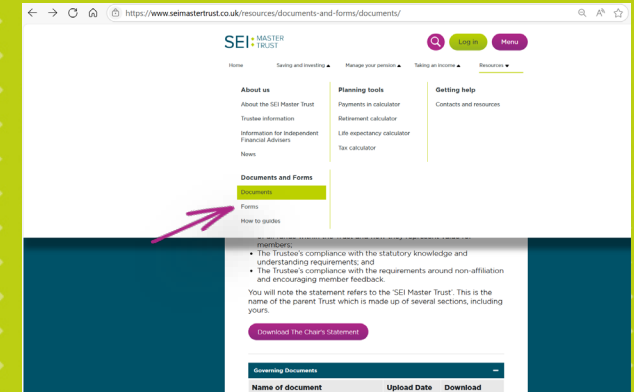 https://www.seimastertrust.co.uk/resources/documents-and-forms/documents/
SEI MASTER TRUST
Log in
Menu
Home
Saving and investing
Manage your pension
Taking an income
Resources
About us
About the SEI Master Trust
Trustee information
Information for Independent
Financial Advisers
News
Planning tools
Payments in calculator
Retirement calculator
Life expectancy calculator
Tax calculator
Getting help
Contacts and resources
Documents and Forms
Documents
Forms
How to guides
members;
• The Trustee's compliance with the statutory knowledge and
understanding requirements; and
• The Trustee's compliance with the requirements around non-affiliation
and encouraging member feedback.
You will note the statement refers to the 'SEI Master Trust'. This is the
name of the parent Trust which is made up of several sections, including
yours.
Download The Chair's Statement
Governing Documents –
Name of document Upload Date Download